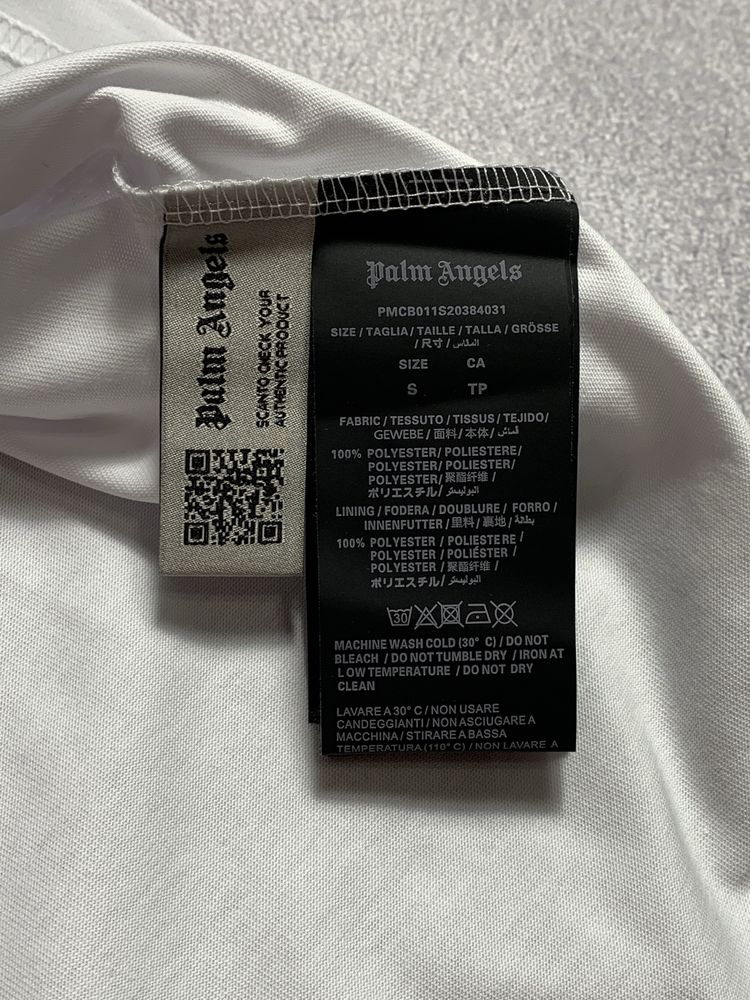 Palm Angels
SCANTO CHECK YOUR
AUTHENTIC PRODUCT
Palm Angels
PMCB011S20384031
SIZE / TAGLIA / TAILLE / TALLA / GRÖSSE
/ 尺寸 / المقاس
SIZE CA
S TP
FABRIC / TESSUTO / TISSUS / TEJIDO/
GEWEBE / 面料 / 本体 / قماش
100% POLYESTER/ POLIESTERE/
POLYESTER/ POLIESTER/
POLYESTER/ 聚酯纤维 /
ポリエステル/ البوليستر
LINING / FODERA / DOUBLURE / FORRO /
INNENFUTTER / 里料 / 裏地 / بطانة
100% POLYESTER / POLIESTERE /
POLYESTER / POLIÉSTER /
POLYESTER / 聚酯纤维 /
ポリエステル/ البوليستر
30
MACHINE WASH COLD (30° C) / DO NOT
BLEACH / DO NOT TUMBLE DRY / IRON AT
LOW TEMPERATURE / DO NOT DRY
CLEAN
LAVARE A 30° C / NON USARE
CANDEGGIANTI / NON ASCIUGARE A
MACCHINA / STIRARE A BASSA
TEMPERATURA (110° C) / NON LAVARE A